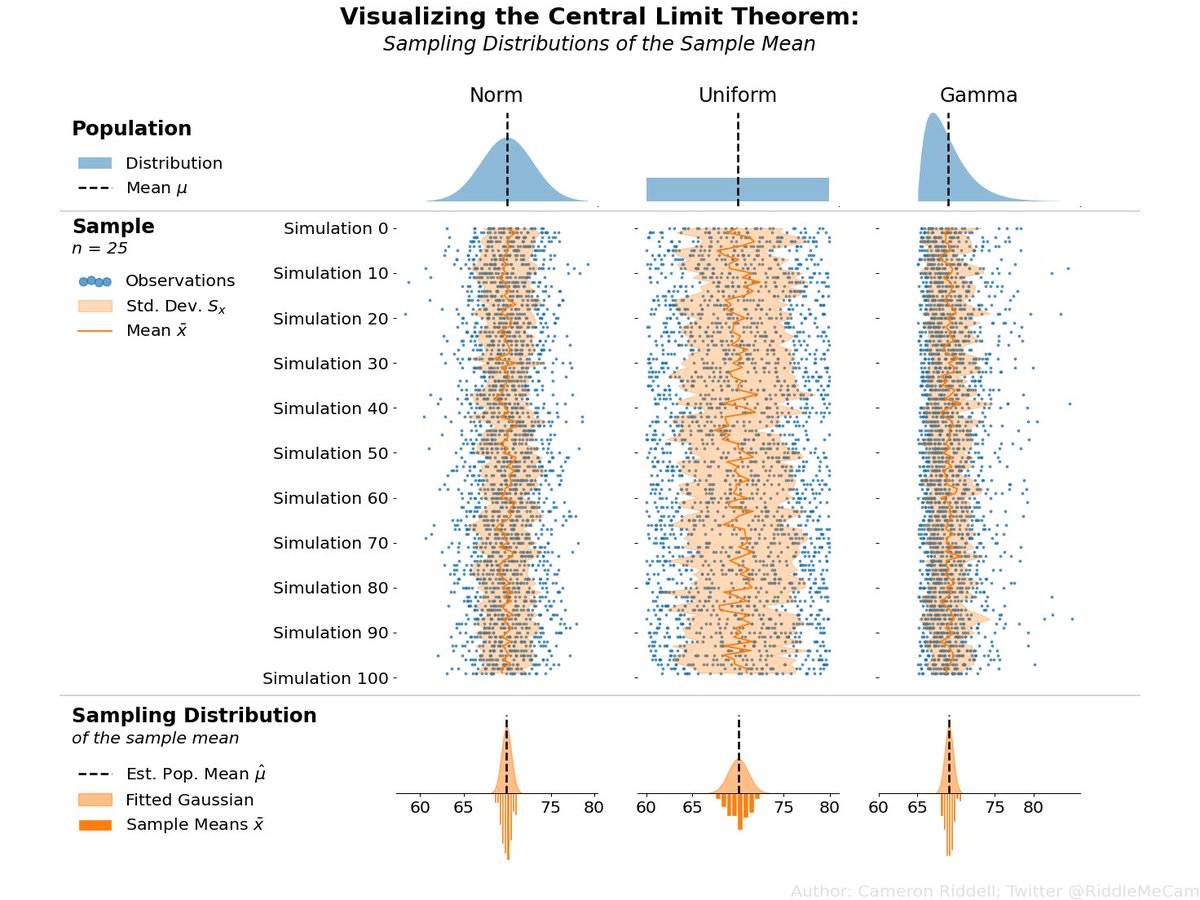 Visualizing the Central Limit Theorem:
Sampling Distributions of the Sample Mean
Norm Uniform Gamma
Population
Distribution
Mean μ
Sample
n = 25
Observations
Std. Dev. Sₓ
Mean x̄
Simulation 0
Simulation 10
Simulation 20
Simulation 30
Simulation 40
Simulation 50
Simulation 60
Simulation 70
Simulation 80
Simulation 90
Simulation 100
Sampling Distribution
of the sample mean
Est. Pop. Mean μ̂
Fitted Gaussian
Sample Means x̄
60 65 75 80 60 65 75 80 60 65 75 80
Author: Cameron Riddell; Twitter @RiddleMeCam